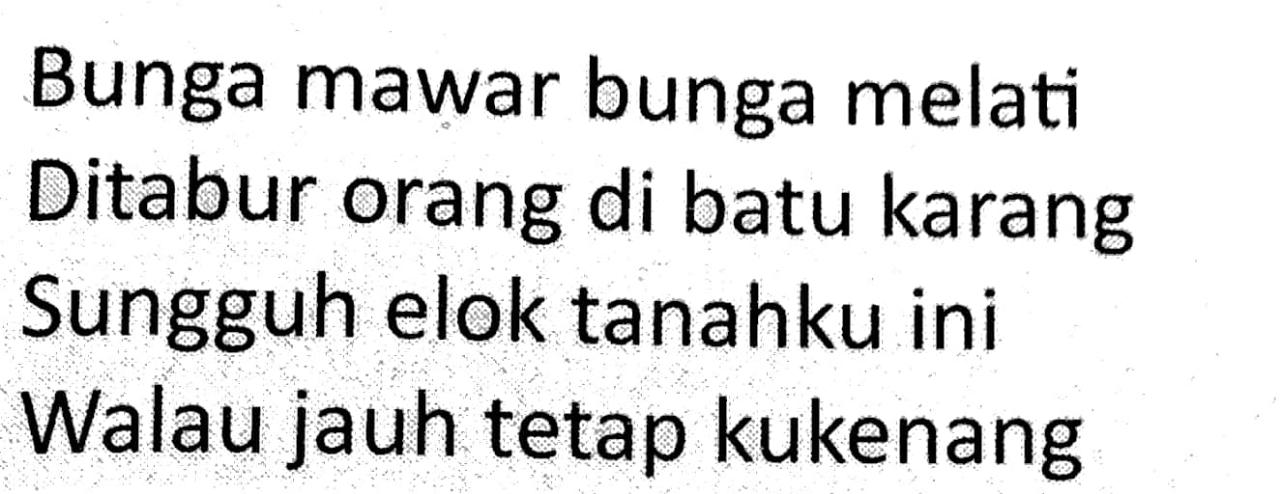 Bunga mawar bunga melati
Ditabur orang di batu karang
Sungguh elok tanahku ini
Walau jauh tetap kukenang